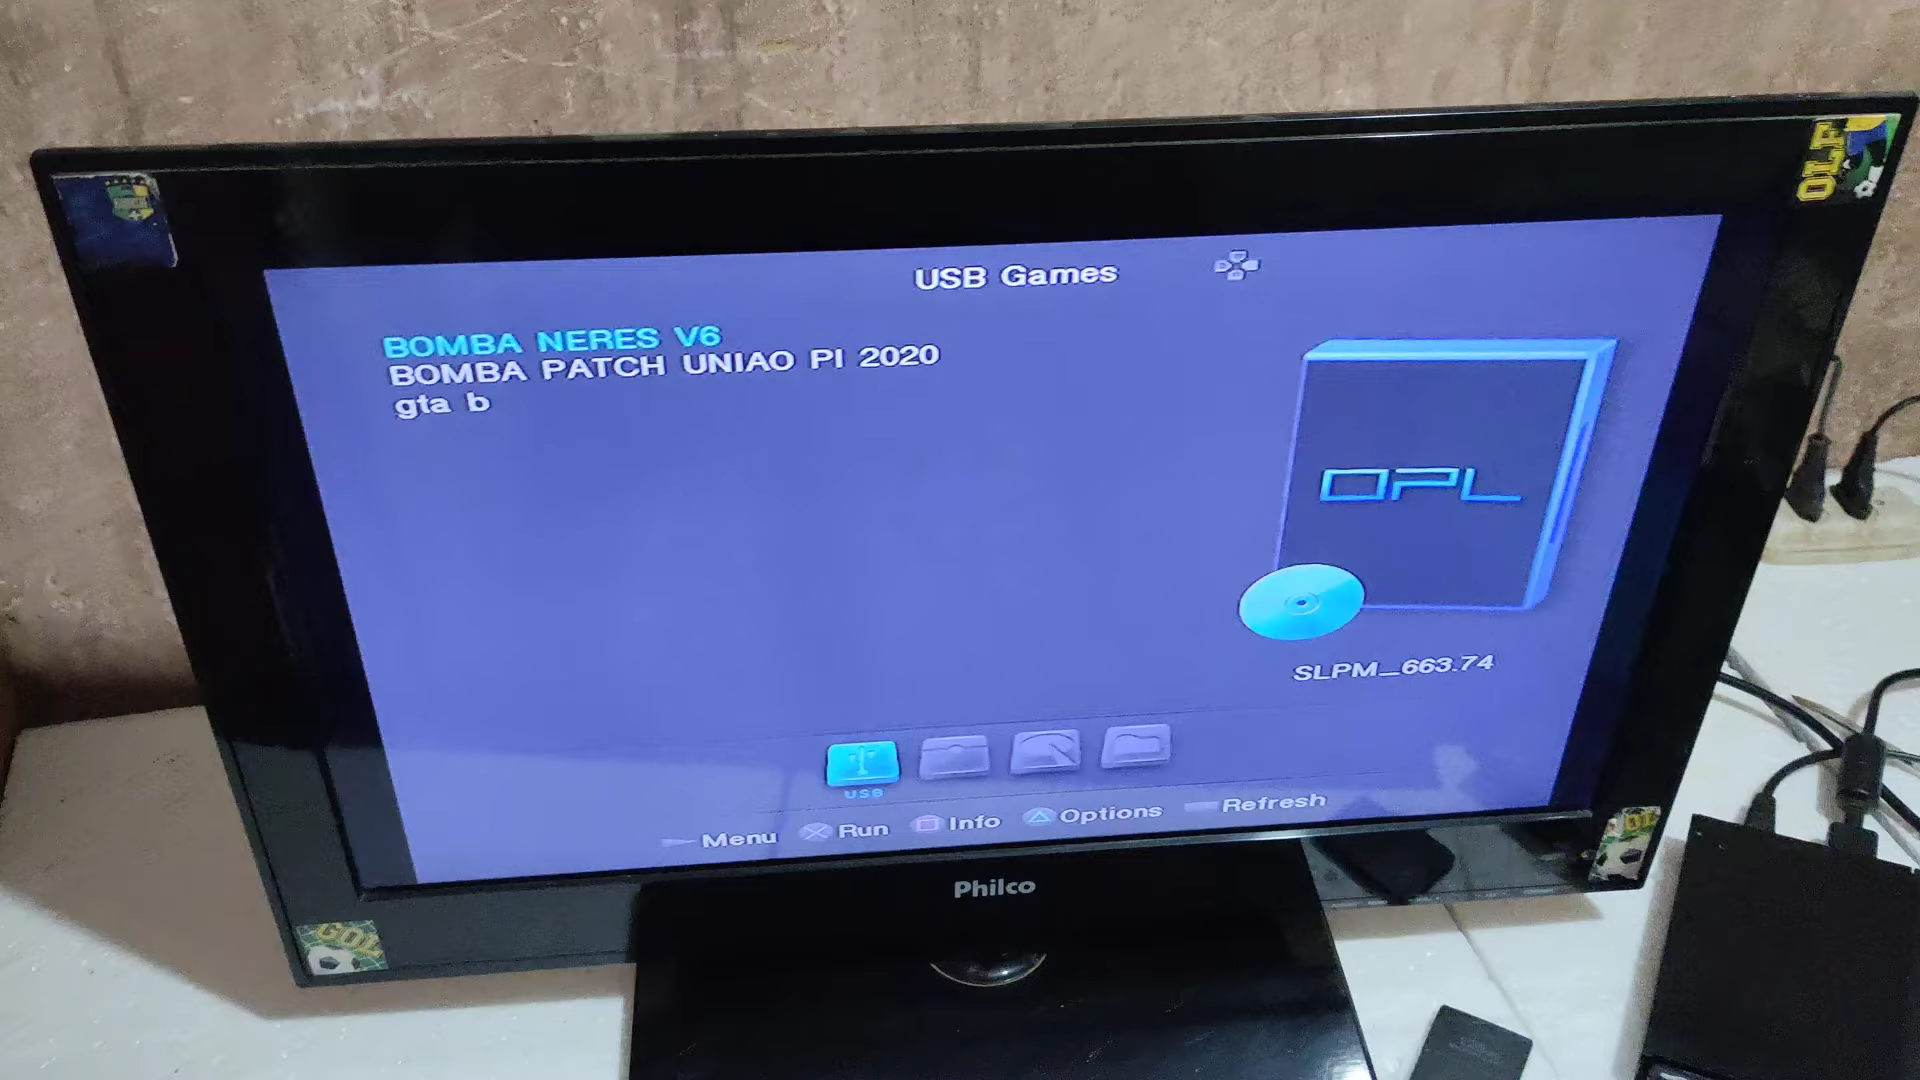 OLE
USB Games
BOMBA NERES V6
BOMBA PATCH UNIAO PI 2020
gta b
OPL
SLPM_663.74
USB
Menu Run Info Options Refresh
Philco
GOL